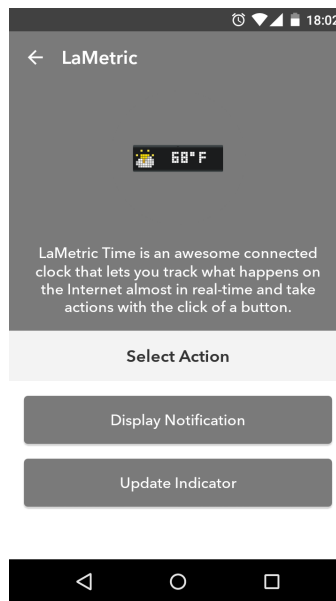 18:02
LaMetric
68°F
LaMetric Time is an awesome connected
clock that lets you track what happens on
the Internet almost in real-time and take
actions with the click of a button.
Select Action
Display Notification
Update Indicator